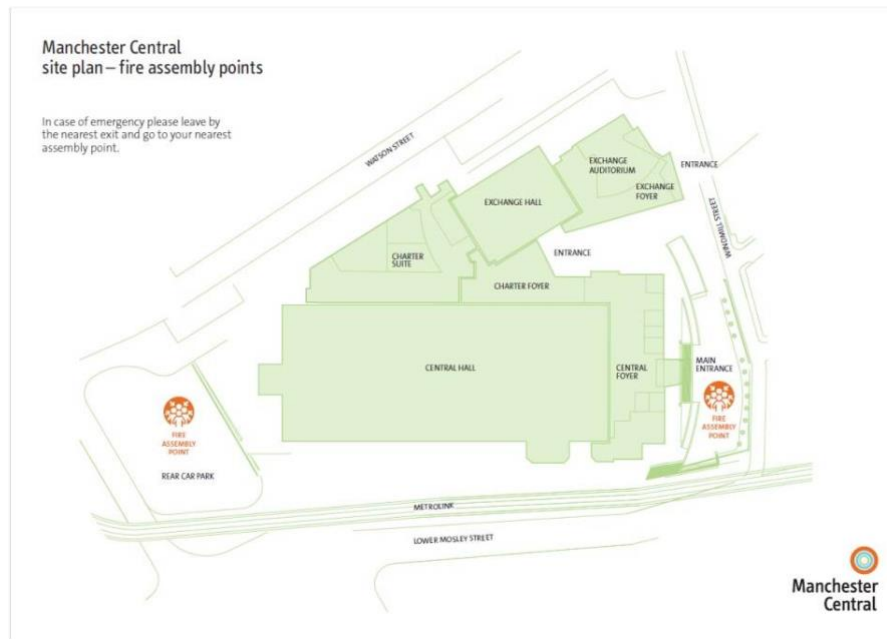 Manchester Central
site plan – fire assembly points
In case of emergency please leave by
the nearest exit and go to your nearest
assembly point.
WATSON STREET
EXCHANGE
AUDITORIUM
ENTRANCE
EXCHANGE
FOYER
EXCHANGE HALL
WINDMILL STREET
CHARTER
SUITE
ENTRANCE
CHARTER FOYER
CENTRAL HALL
CENTRAL
FOYER
MAIN
ENTRANCE
FIRE
ASSEMBLY
POINT
FIRE
ASSEMBLY
POINT
REAR CAR PARK
METROLINK
LOWER MOSLEY STREET
Manchester
Central